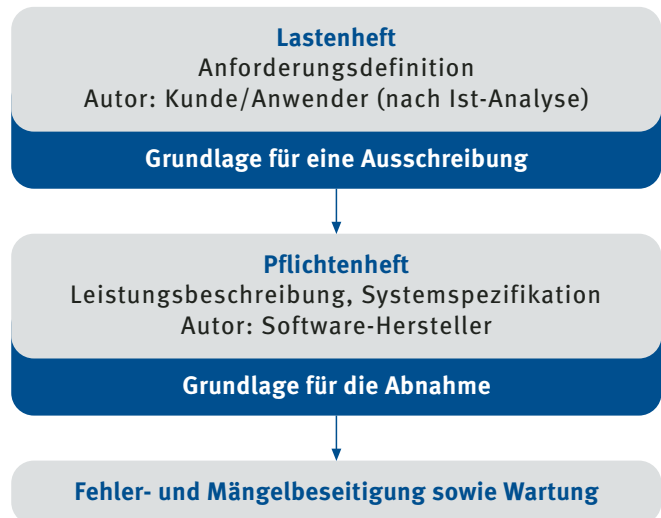 Lastenheft
Anforderungsdefinition
Autor: Kunde/Anwender (nach Ist-Analyse)
Grundlage für eine Ausschreibung
Pflichtenheft
Leistungsbeschreibung, Systemspezifikation
Autor: Software-Hersteller
Grundlage für die Abnahme
Fehler- und Mängelbeseitigung sowie Wartung